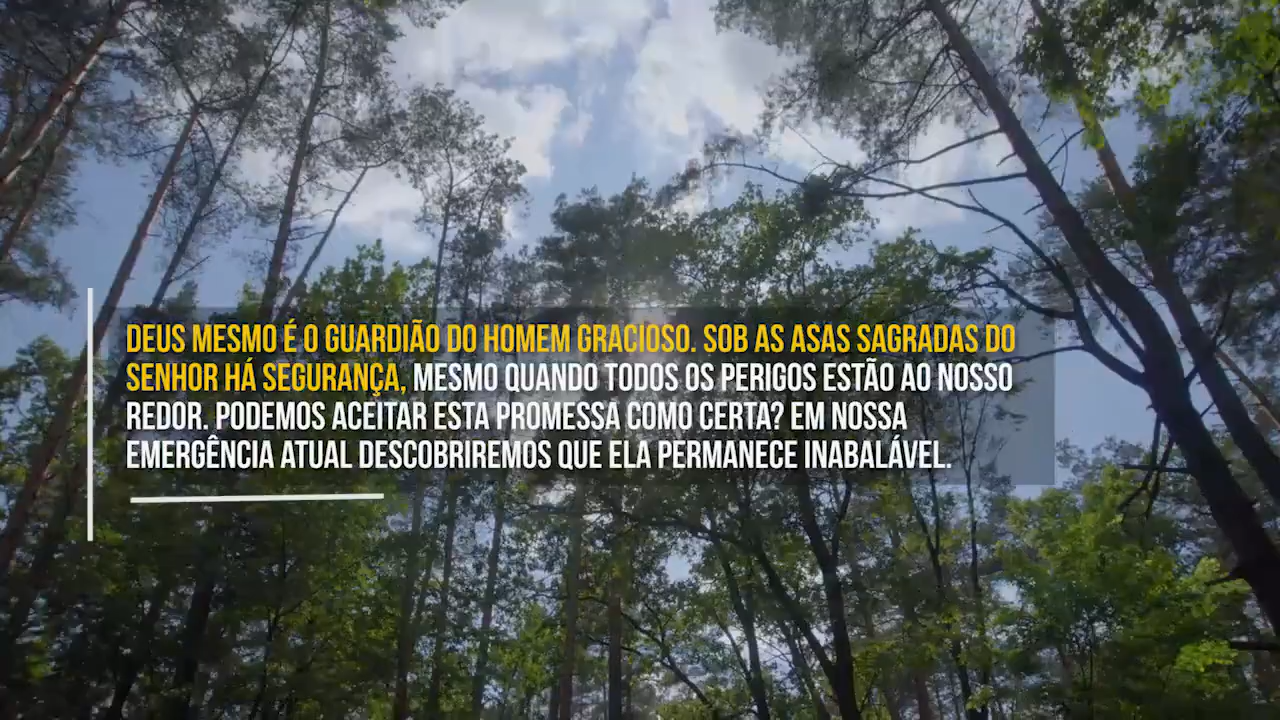 DEUS MESMO É O GUARDIÃO DO HOMEM GRACIOSO. SOB AS ASAS SAGRADAS DO
SENHOR HÁ SEGURANÇA, MESMO QUANDO TODOS OS PERIGOS ESTÃO AO NOSSO
REDOR. PODEMOS ACEITAR ESTA PROMESSA COMO CERTA? EM NOSSA
EMERGÊNCIA ATUAL DESCOBRIREMOS QUE ELA PERMANECE INABALÁVEL.